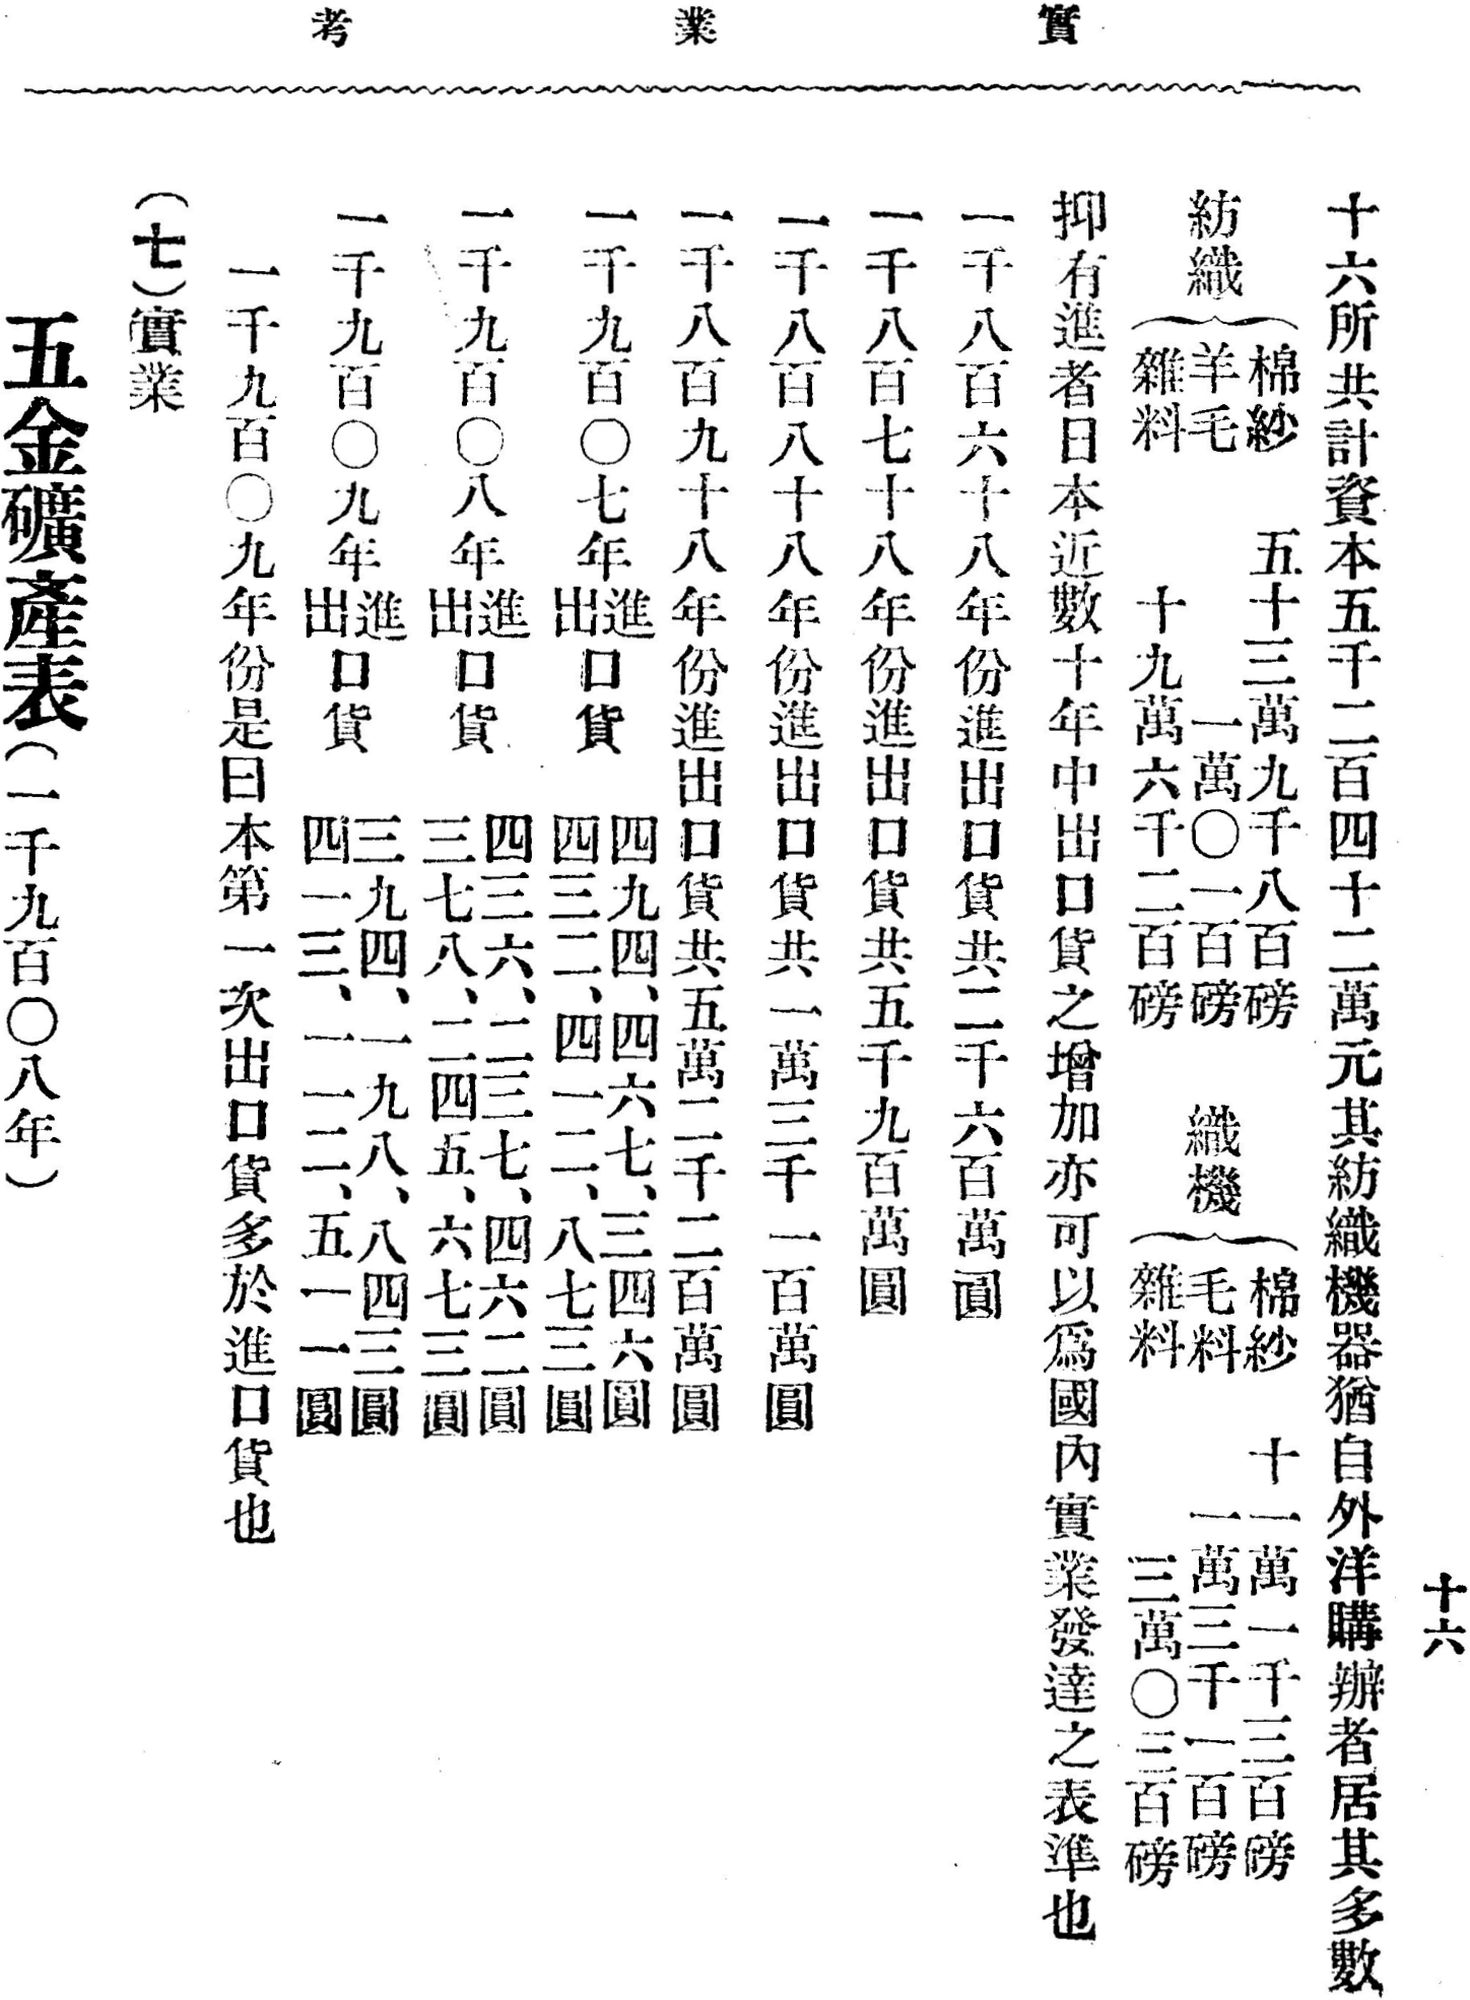 實業考
十六
十六所共計資本五千二百四十二萬元其紡織機器猶自外洋購辦者居其多數
紡織
棉紗 五十三萬九千八百磅
羊毛 一萬〇一百磅
雜料 十九萬六千二百磅
織機
棉紗 十一萬一千三百磅
毛料 一萬三千一百磅
雜料 三萬〇三百磅
抑有進者日本近數十年中出口貨之增加亦可以爲國內實業發達之表準也
一千八百六十八年份進出口貨共二千六百萬圓
一千八百七十八年份進出口貨共五千九百萬圓
一千八百八十八年份進出口貨共一萬三千一百萬圓
一千八百九十八年份進出口貨共五萬二千二百萬圓
一千九百〇七年
進口貨 四九四、四六七、三四六圓
出口貨 四三二、四一二、八七三圓
一千九百〇八年
進口貨 四三六、二三七、四六二圓
出口貨 三七八、二四五、六七三圓
一千九百〇九年
進口貨 三九四、一九八、八四三圓
出口貨 四一三、一一二、五一一圓
一千九百〇九年份是日本第一次出口貨多於進口貨也
(七)實業
五金礦產表(一千九百〇八年)